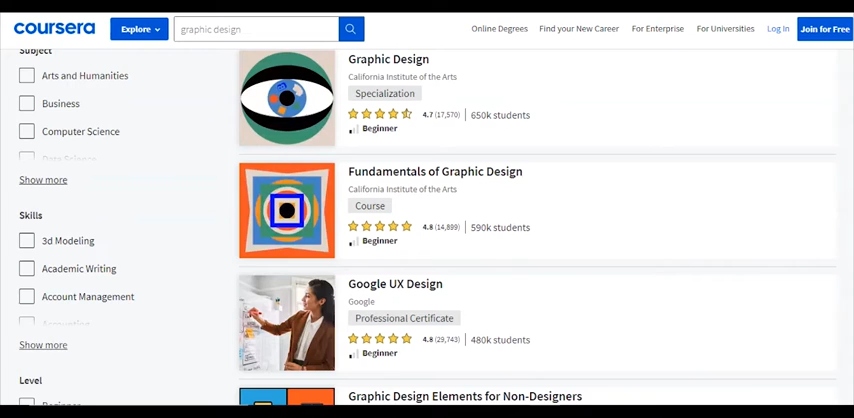 coursera Explore graphic design Online Degrees Find your New Career For Enterprise For Universities Log In Join for Free
Subject
Arts and Humanities
Business
Computer Science
Data Science
Show more
Skills
3d Modeling
Academic Writing
Account Management
Accounting
Show more
Level
Beginner
Graphic Design
California Institute of the Arts
Specialization
4.7 (17,570) 650k students
Beginner
Fundamentals of Graphic Design
California Institute of the Arts
Course
4.8 (14,899) 590k students
Beginner
Google UX Design
Google
Professional Certificate
4.8 (29,743) 480k students
Beginner
Graphic Design Elements for Non-Designers